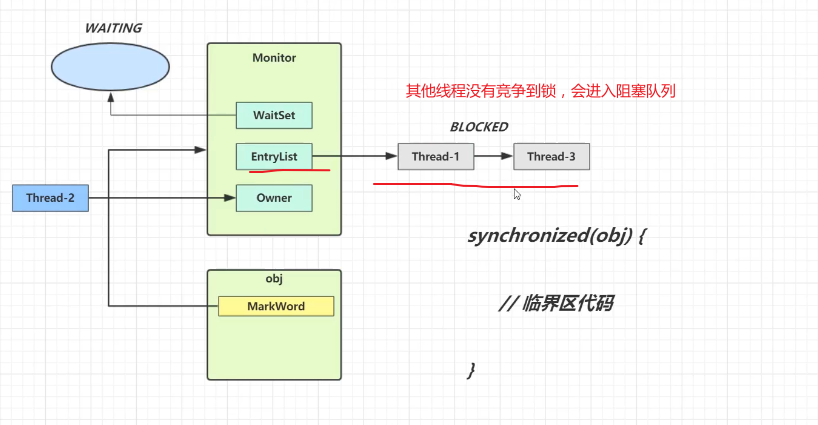 WAITING
Monitor
其他线程没有竞争到锁，会进入阻塞队列
WaitSet
BLOCKED
EntryList
Thread-1
Thread-3
Thread-2
Owner
synchronized(obj) {
obj
// 临界区代码
MarkWord
}